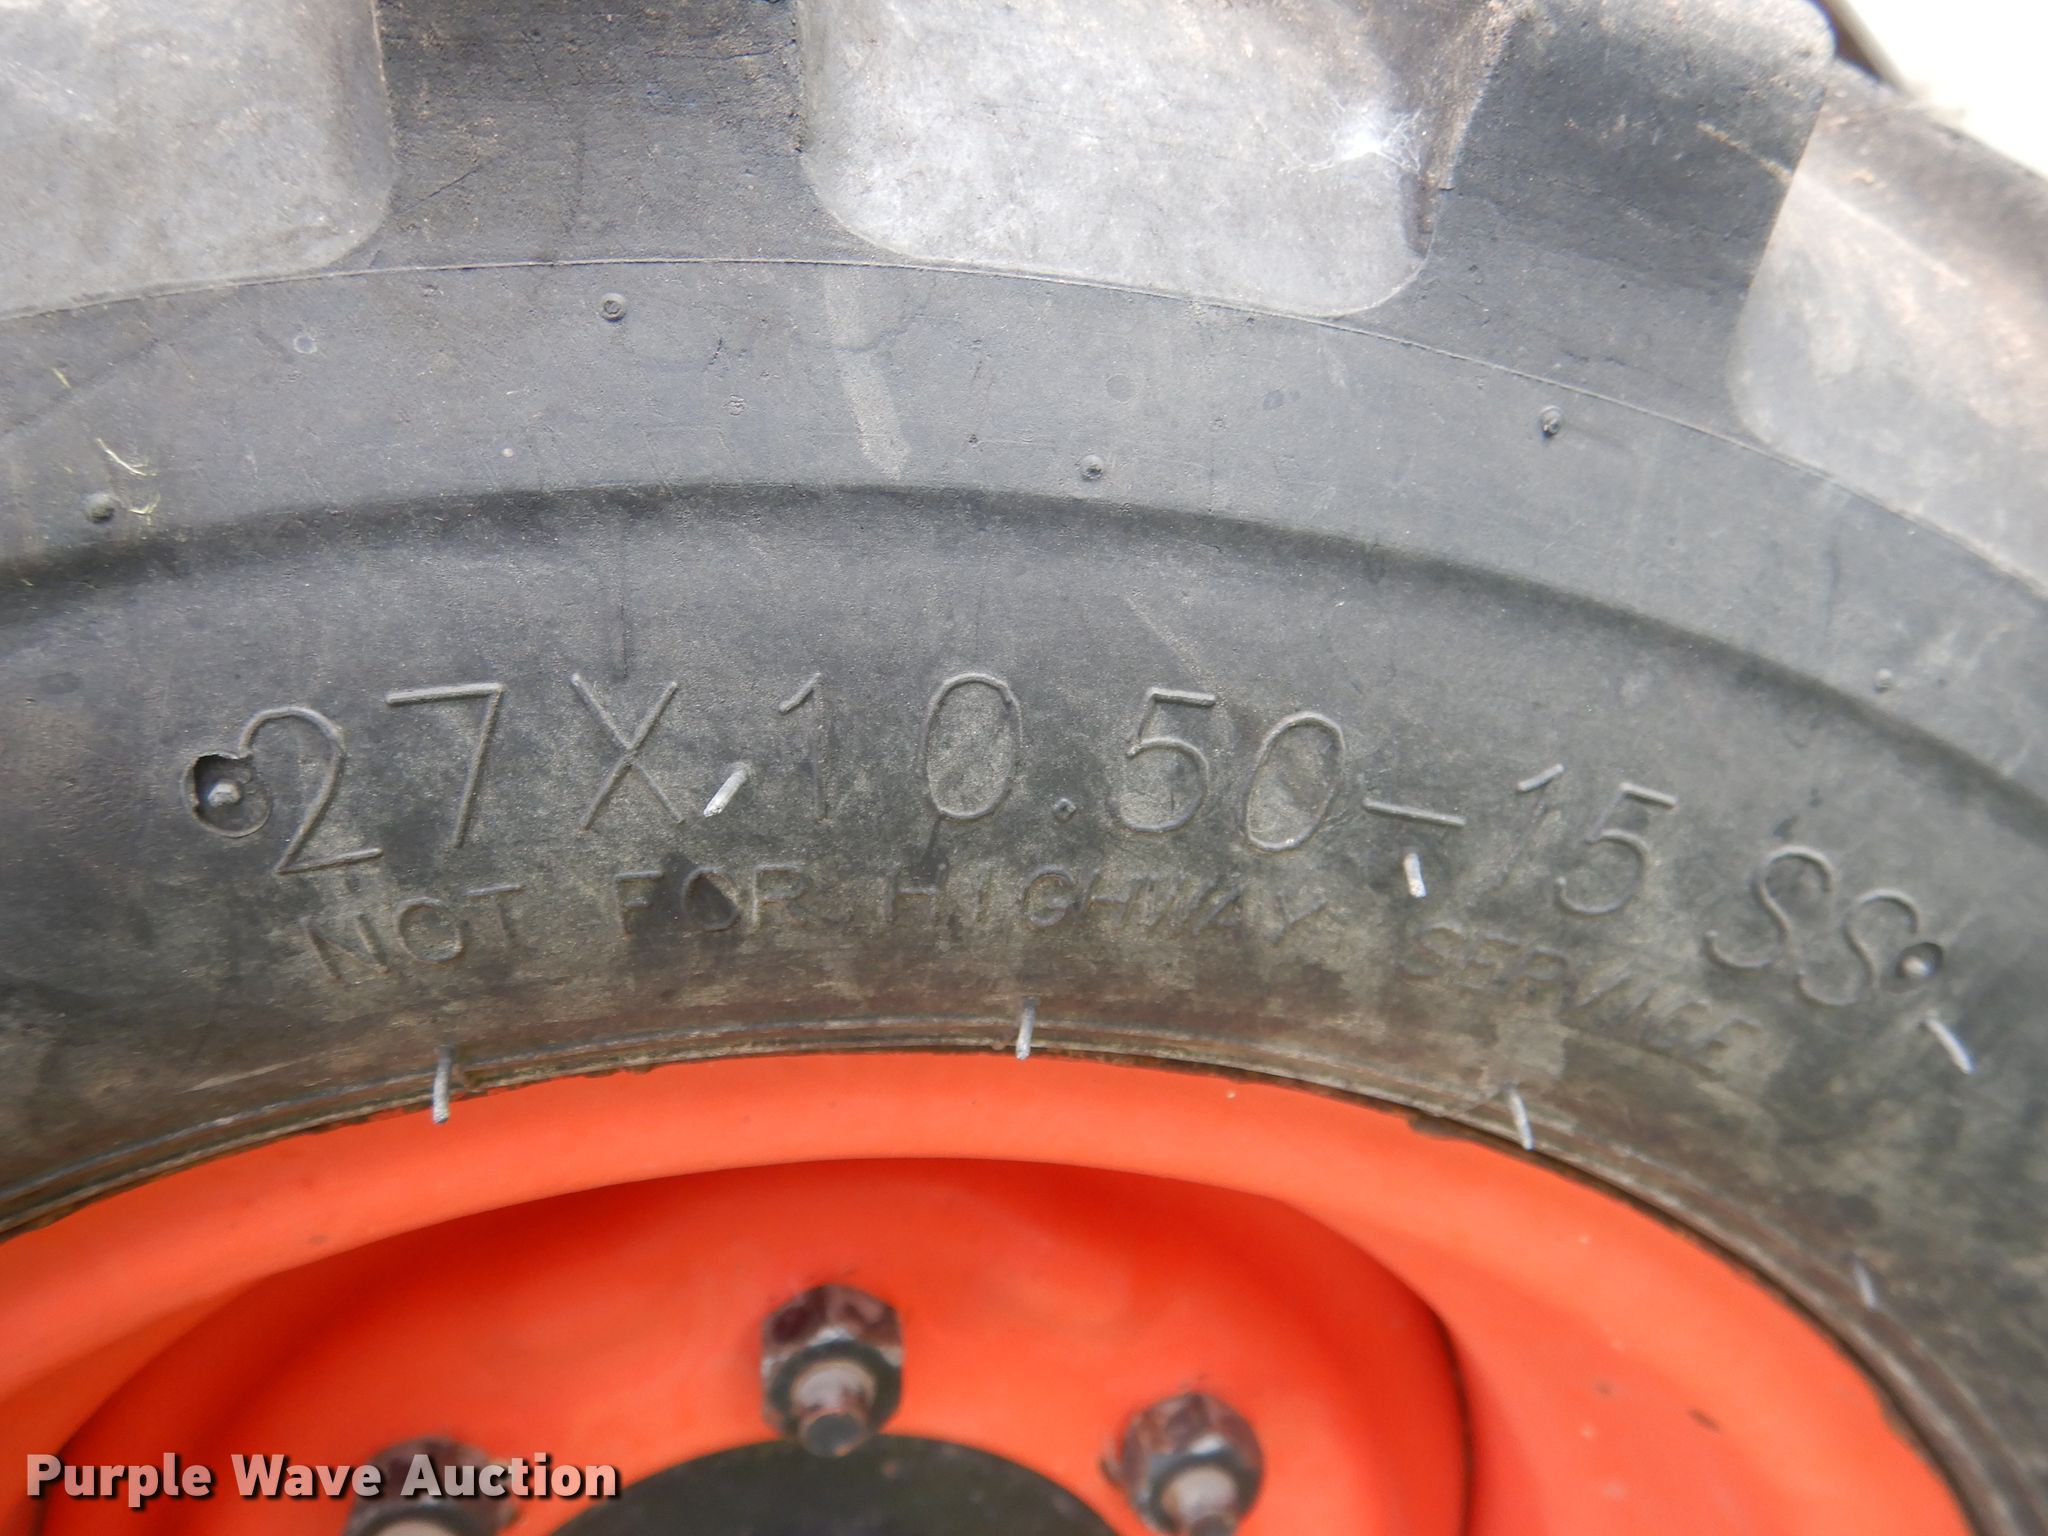 27X10.50-15 SS
NOT FOR HIGHWAY SERVICE
Purple Wave Auction